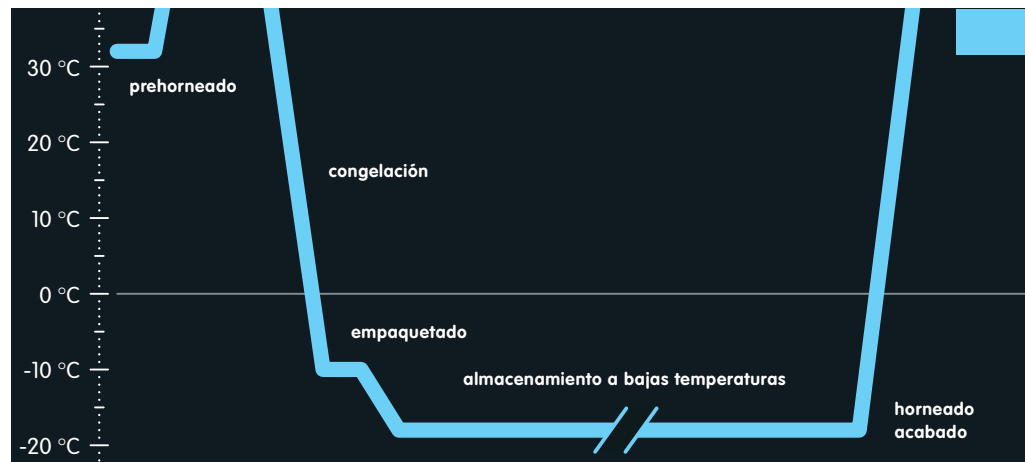 30 °C
prehorneado
20 °C
congelación
10 °C
0 °C
empaquetado
-10 °C
almacenamiento a bajas temperaturas
horneado
acabado
-20 °C